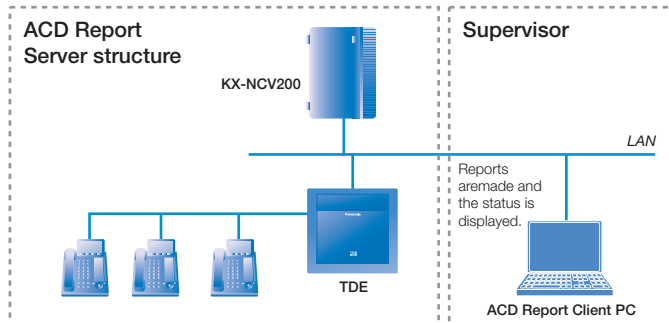 ACD Report
Server structure
KX-NCV200
Supervisor
LAN
Reports
aremade and
the status is
displayed.
Panasonic
TDE
ACD Report Client PC